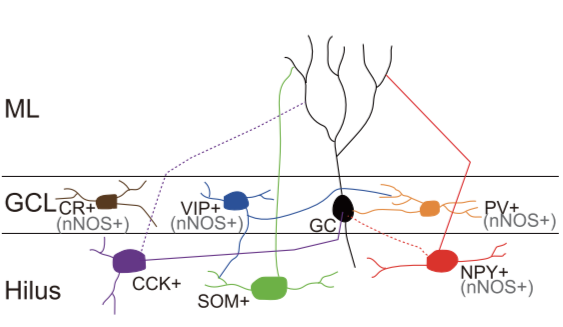 ML
GCL
CR+
(nNOS+)
VIP+
(nNOS+)
GC
PV+
(nNOS+)
Hilus
CCK+
SOM+
NPY+
(nNOS+)